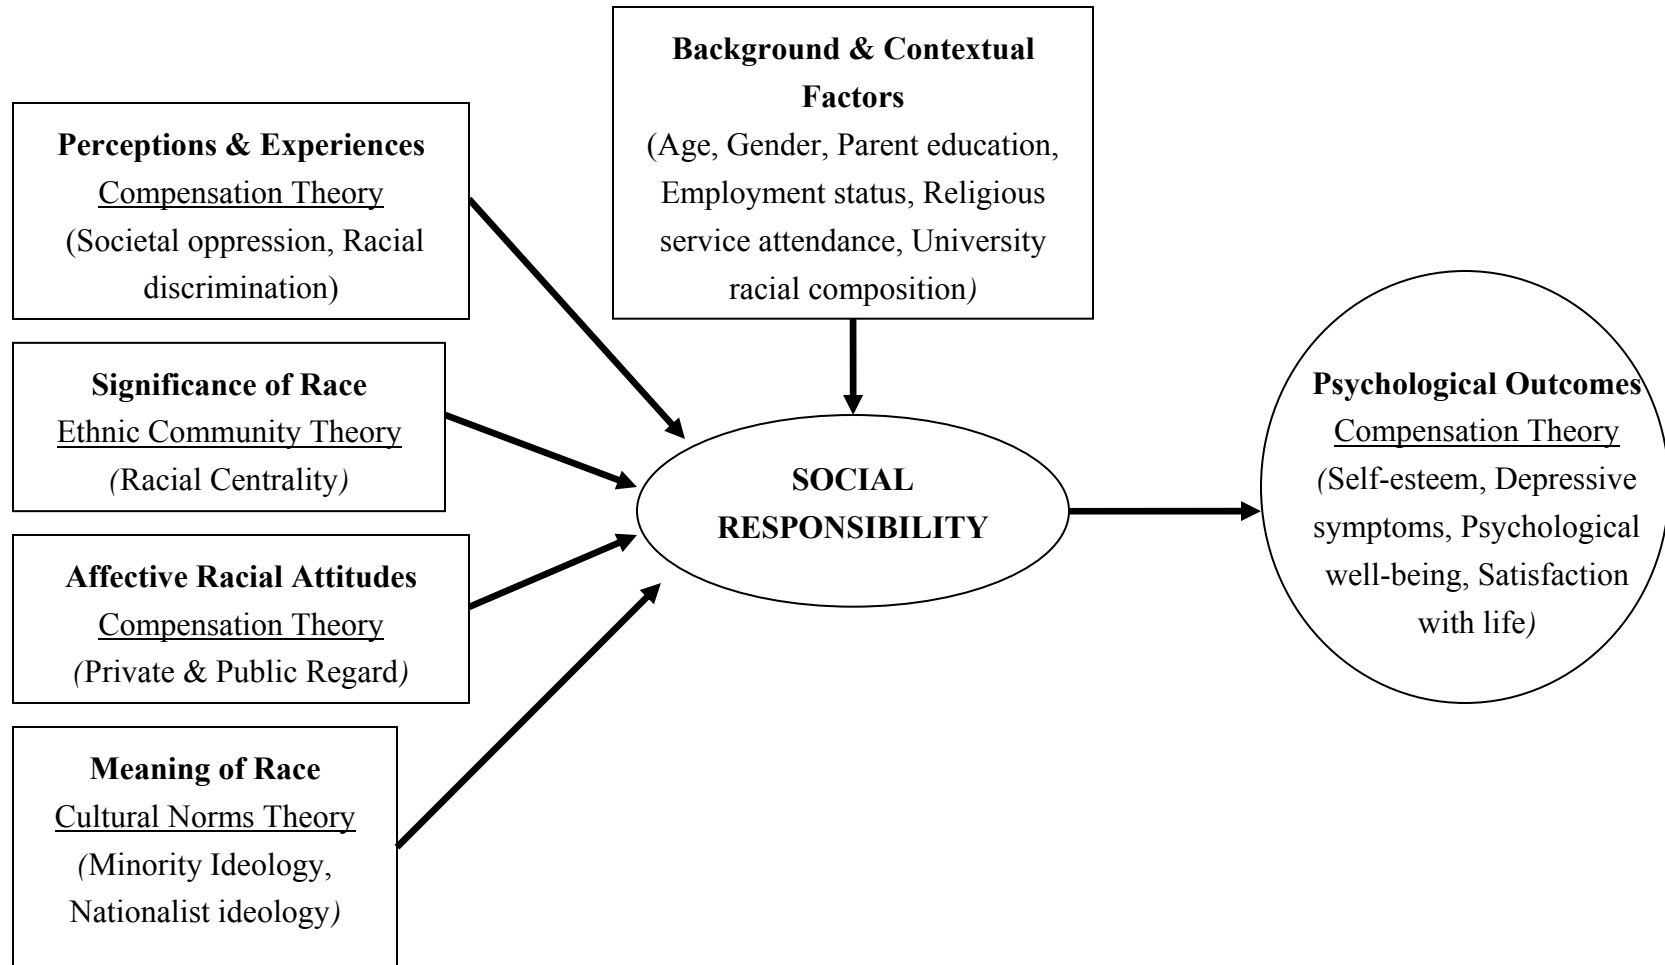 Background & Contextual
Factors
(Age, Gender, Parent education,
Employment status, Religious
service attendance, University
racial composition)
Perceptions & Experiences
Compensation Theory
(Societal oppression, Racial
discrimination)
Significance of Race
Ethnic Community Theory
(Racial Centrality)
Affective Racial Attitudes
Compensation Theory
(Private & Public Regard)
Meaning of Race
Cultural Norms Theory
(Minority Ideology,
Nationalist ideology)
SOCIAL
RESPONSIBILITY
Psychological Outcomes
Compensation Theory
(Self-esteem, Depressive
symptoms, Psychological
well-being, Satisfaction
with life)